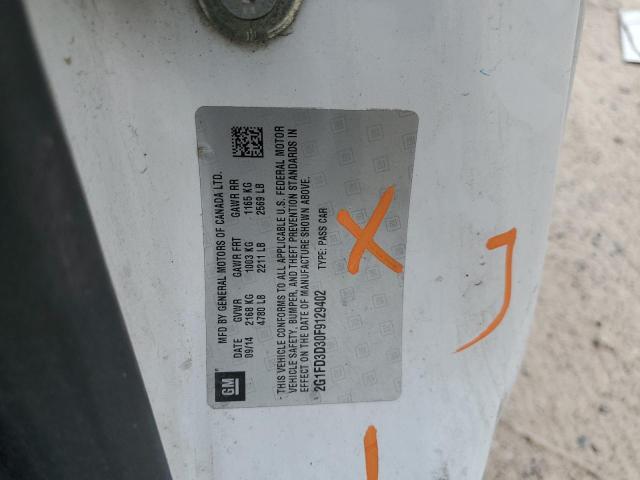 MFD BY GENERAL MOTORS OF CANADA LTD.
DATE GVWR GAWR FRT GAWR RR
09/14 2168 KG 1003 KG 1165 KG
4780 LB 2211 LB 2569 LB
THIS VEHICLE CONFORMS TO ALL APPLICABLE U.S. FEDERAL MOTOR
VEHICLE SAFETY, BUMPER, AND THEFT PREVENTION STANDARDS IN
EFFECT ON THE DATE OF MANUFACTURE SHOWN ABOVE.
2G1FD3D30F9129402 TYPE: PASS CAR
GM
X